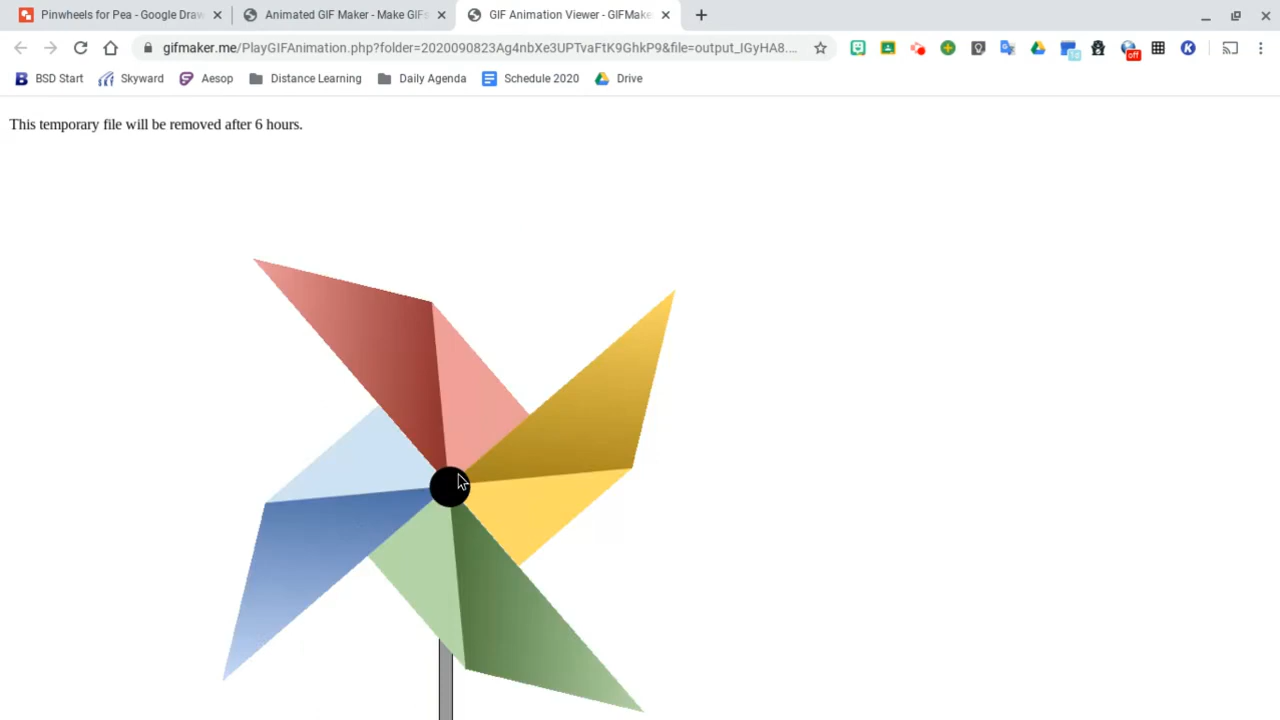 Pinwheels for Pea - Google Draw
Animated GIF Maker - Make GIFs
GIF Animation Viewer - GIFMake
gifmaker.me/PlayGIFAnimation.php?folder=2020090823Ag4nbXe3UPTvaFtK9GhkP9&file=output_IGyHA8....
BSD Start
Skyward
Aesop
Distance Learning
Daily Agenda
Schedule 2020
Drive
off
This temporary file will be removed after 6 hours.